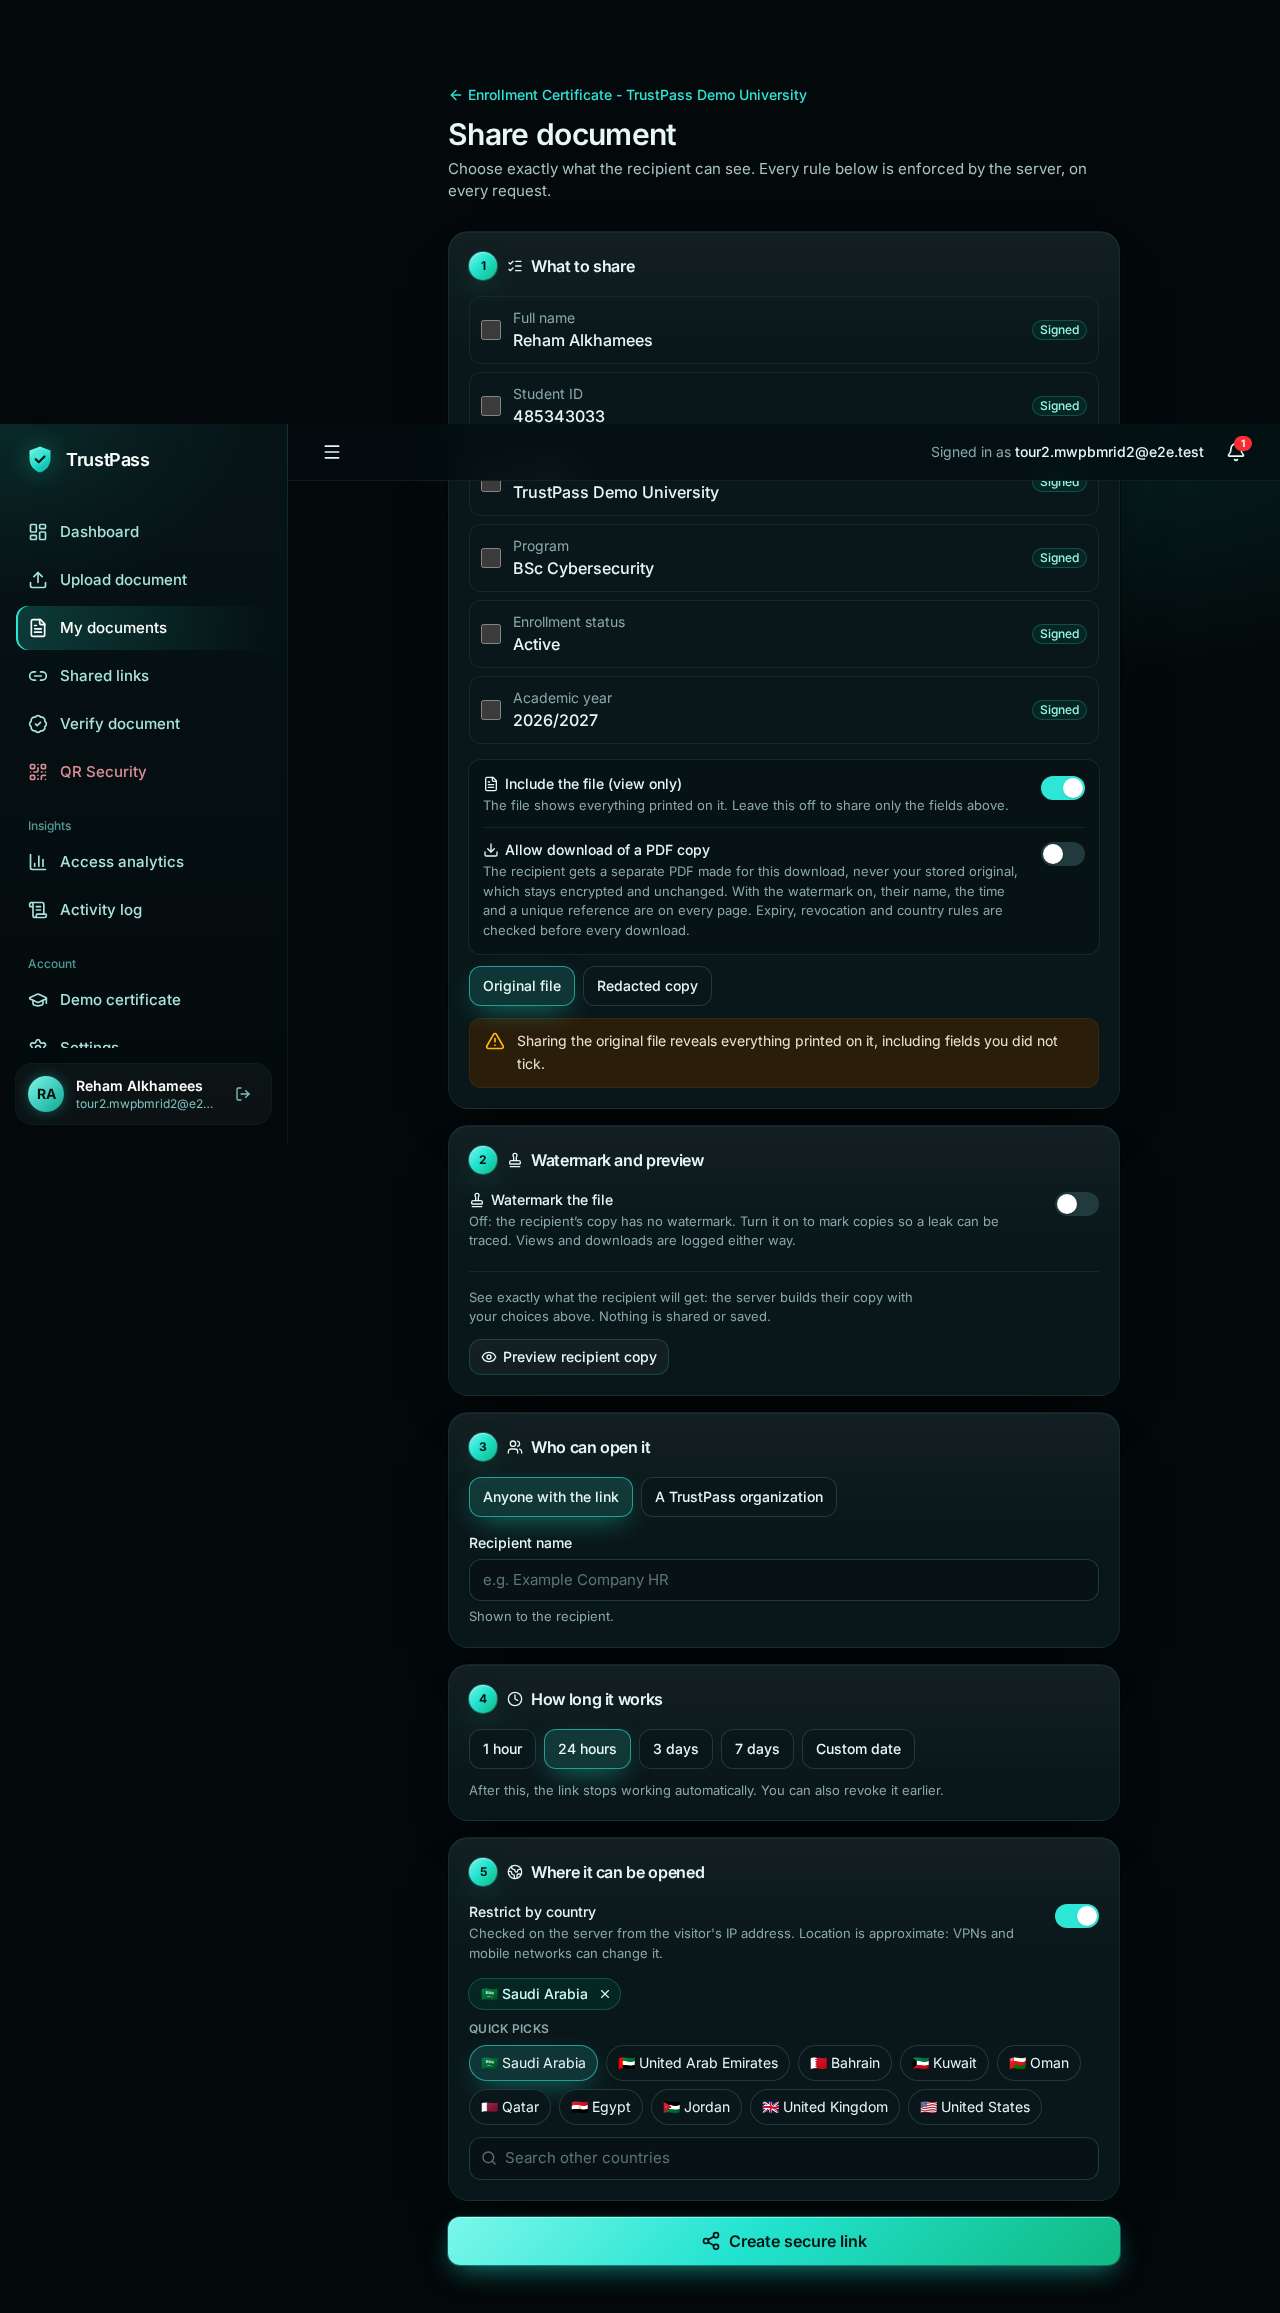 Enrollment Certificate - TrustPass Demo University
Share document
Choose exactly what the recipient can see. Every rule below is enforced by the server, on
every request.
1 What to share
Full name
Reham Alkhamees
Signed
Student ID
485343033
Signed
TrustPass
Signed in as tour2.mwpbmrid2@e2e.test
1
TrustPass Demo University
Signed
Dashboard
Upload document
My documents
Shared links
Verify document
QR Security
Insights
Access analytics
Activity log
Account
Demo certificate
Settings
RA
Reham Alkhamees
tour2.mwpbmrid2@e2...
Program
BSc Cybersecurity
Signed
Enrollment status
Active
Signed
Academic year
2026/2027
Signed
Include the file (view only)
The file shows everything printed on it. Leave this off to share only the fields above.
Allow download of a PDF copy
The recipient gets a separate PDF made for this download, never your stored original,
which stays encrypted and unchanged. With the watermark on, their name, the time
and a unique reference are on every page. Expiry, revocation and country rules are
checked before every download.
Original file
Redacted copy
Sharing the original file reveals everything printed on it, including fields you did not
tick.
2 Watermark and preview
Watermark the file
Off: the recipient’s copy has no watermark. Turn it on to mark copies so a leak can be
traced. Views and downloads are logged either way.
See exactly what the recipient will get: the server builds their copy with
your choices above. Nothing is shared or saved.
Preview recipient copy
3 Who can open it
Anyone with the link
A TrustPass organization
Recipient name
e.g. Example Company HR
Shown to the recipient.
4 How long it works
1 hour
24 hours
3 days
7 days
Custom date
After this, the link stops working automatically. You can also revoke it earlier.
5 Where it can be opened
Restrict by country
Checked on the server from the visitor's IP address. Location is approximate: VPNs and
mobile networks can change it.
Saudi Arabia
QUICK PICKS
Saudi Arabia
United Arab Emirates
Bahrain
Kuwait
Oman
Qatar
Egypt
Jordan
United Kingdom
United States
Search other countries
Create secure link